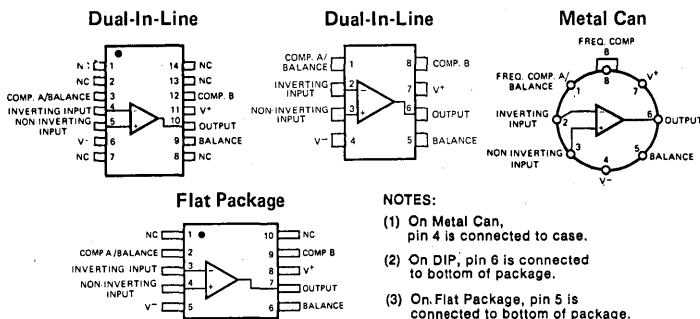 Dual-In-Line
N
1
14
NC
NC
2
13
NC
COMP. A/BALANCE
3
12
COMP. B
INVERTING INPUT
4
11
V+
NON INVERTING
INPUT
5
10
OUTPUT
V-
6
9
BALANCE
NC
7
8
NC
Dual-In-Line
COMP. A/
BALANCE
1
8
COMP. B
INVERTING
INPUT
2
7
V+
NON-INVERTING
INPUT
3
6
OUTPUT
V-
4
5
BALANCE
Metal Can
FREQ. COMP
B
8
FREQ. COMP. A/
BALANCE
1
7
V+
INVERTING
INPUT
2
6
OUTPUT
NON INVERTING
INPUT
3
5
BALANCE
4
V-
Flat Package
NC
1
10
NC
COMP A/BALANCE
2
9
COMP B
INVERTING INPUT
3
8
V+
NON-INVERTING
INPUT
4
7
OUTPUT
V-
5
6
BALANCE
NOTES:
(1) On Metal Can,
pin 4 is connected to case.
(2) On DIP, pin 6 is connected
to bottom of package.
(3) On Flat Package, pin 5 is
connected to bottom of package.